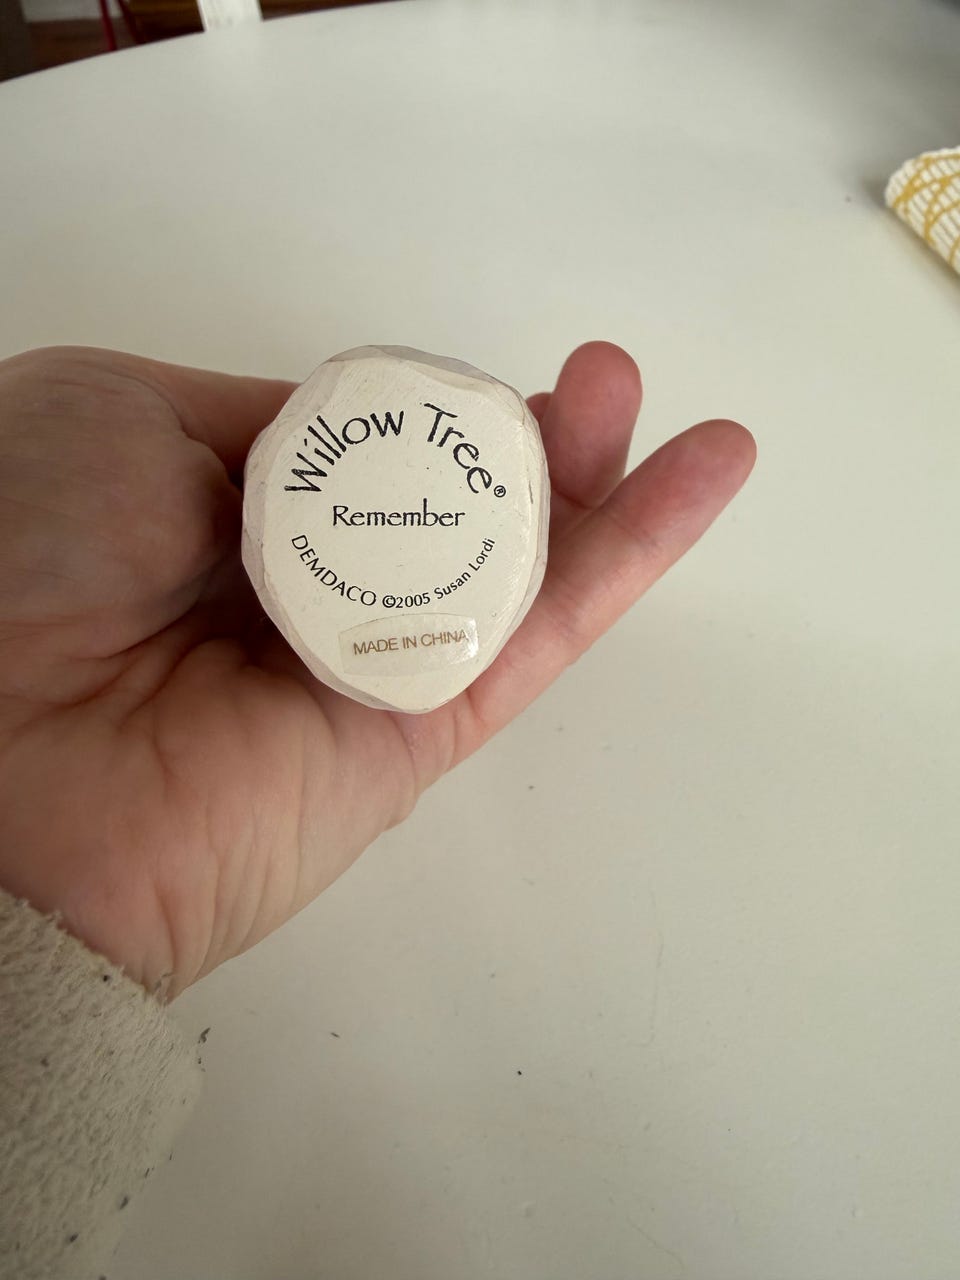 Willow Tree®
Remember
DEMDACO ©2005 Susan Lordi
MADE IN CHINA